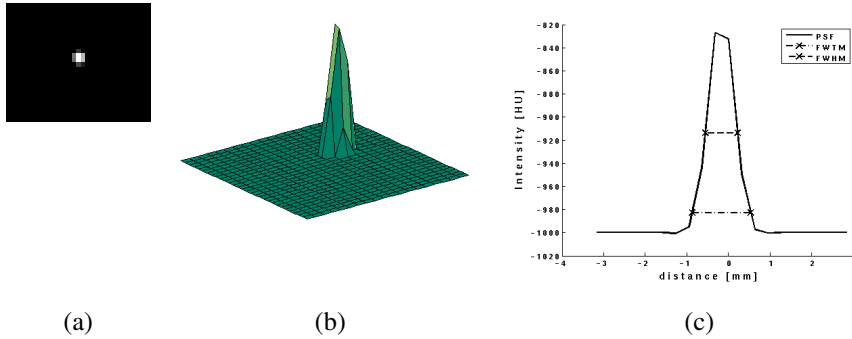 -820
-840
-860
-880
-900
-920
-940
-960
-980
-1000
-1020
Intensity [HU]
PSF
FWTM
FWHM
-4 -3 -2 -1 0 1 2
distance [mm]
(a) (b) (c)